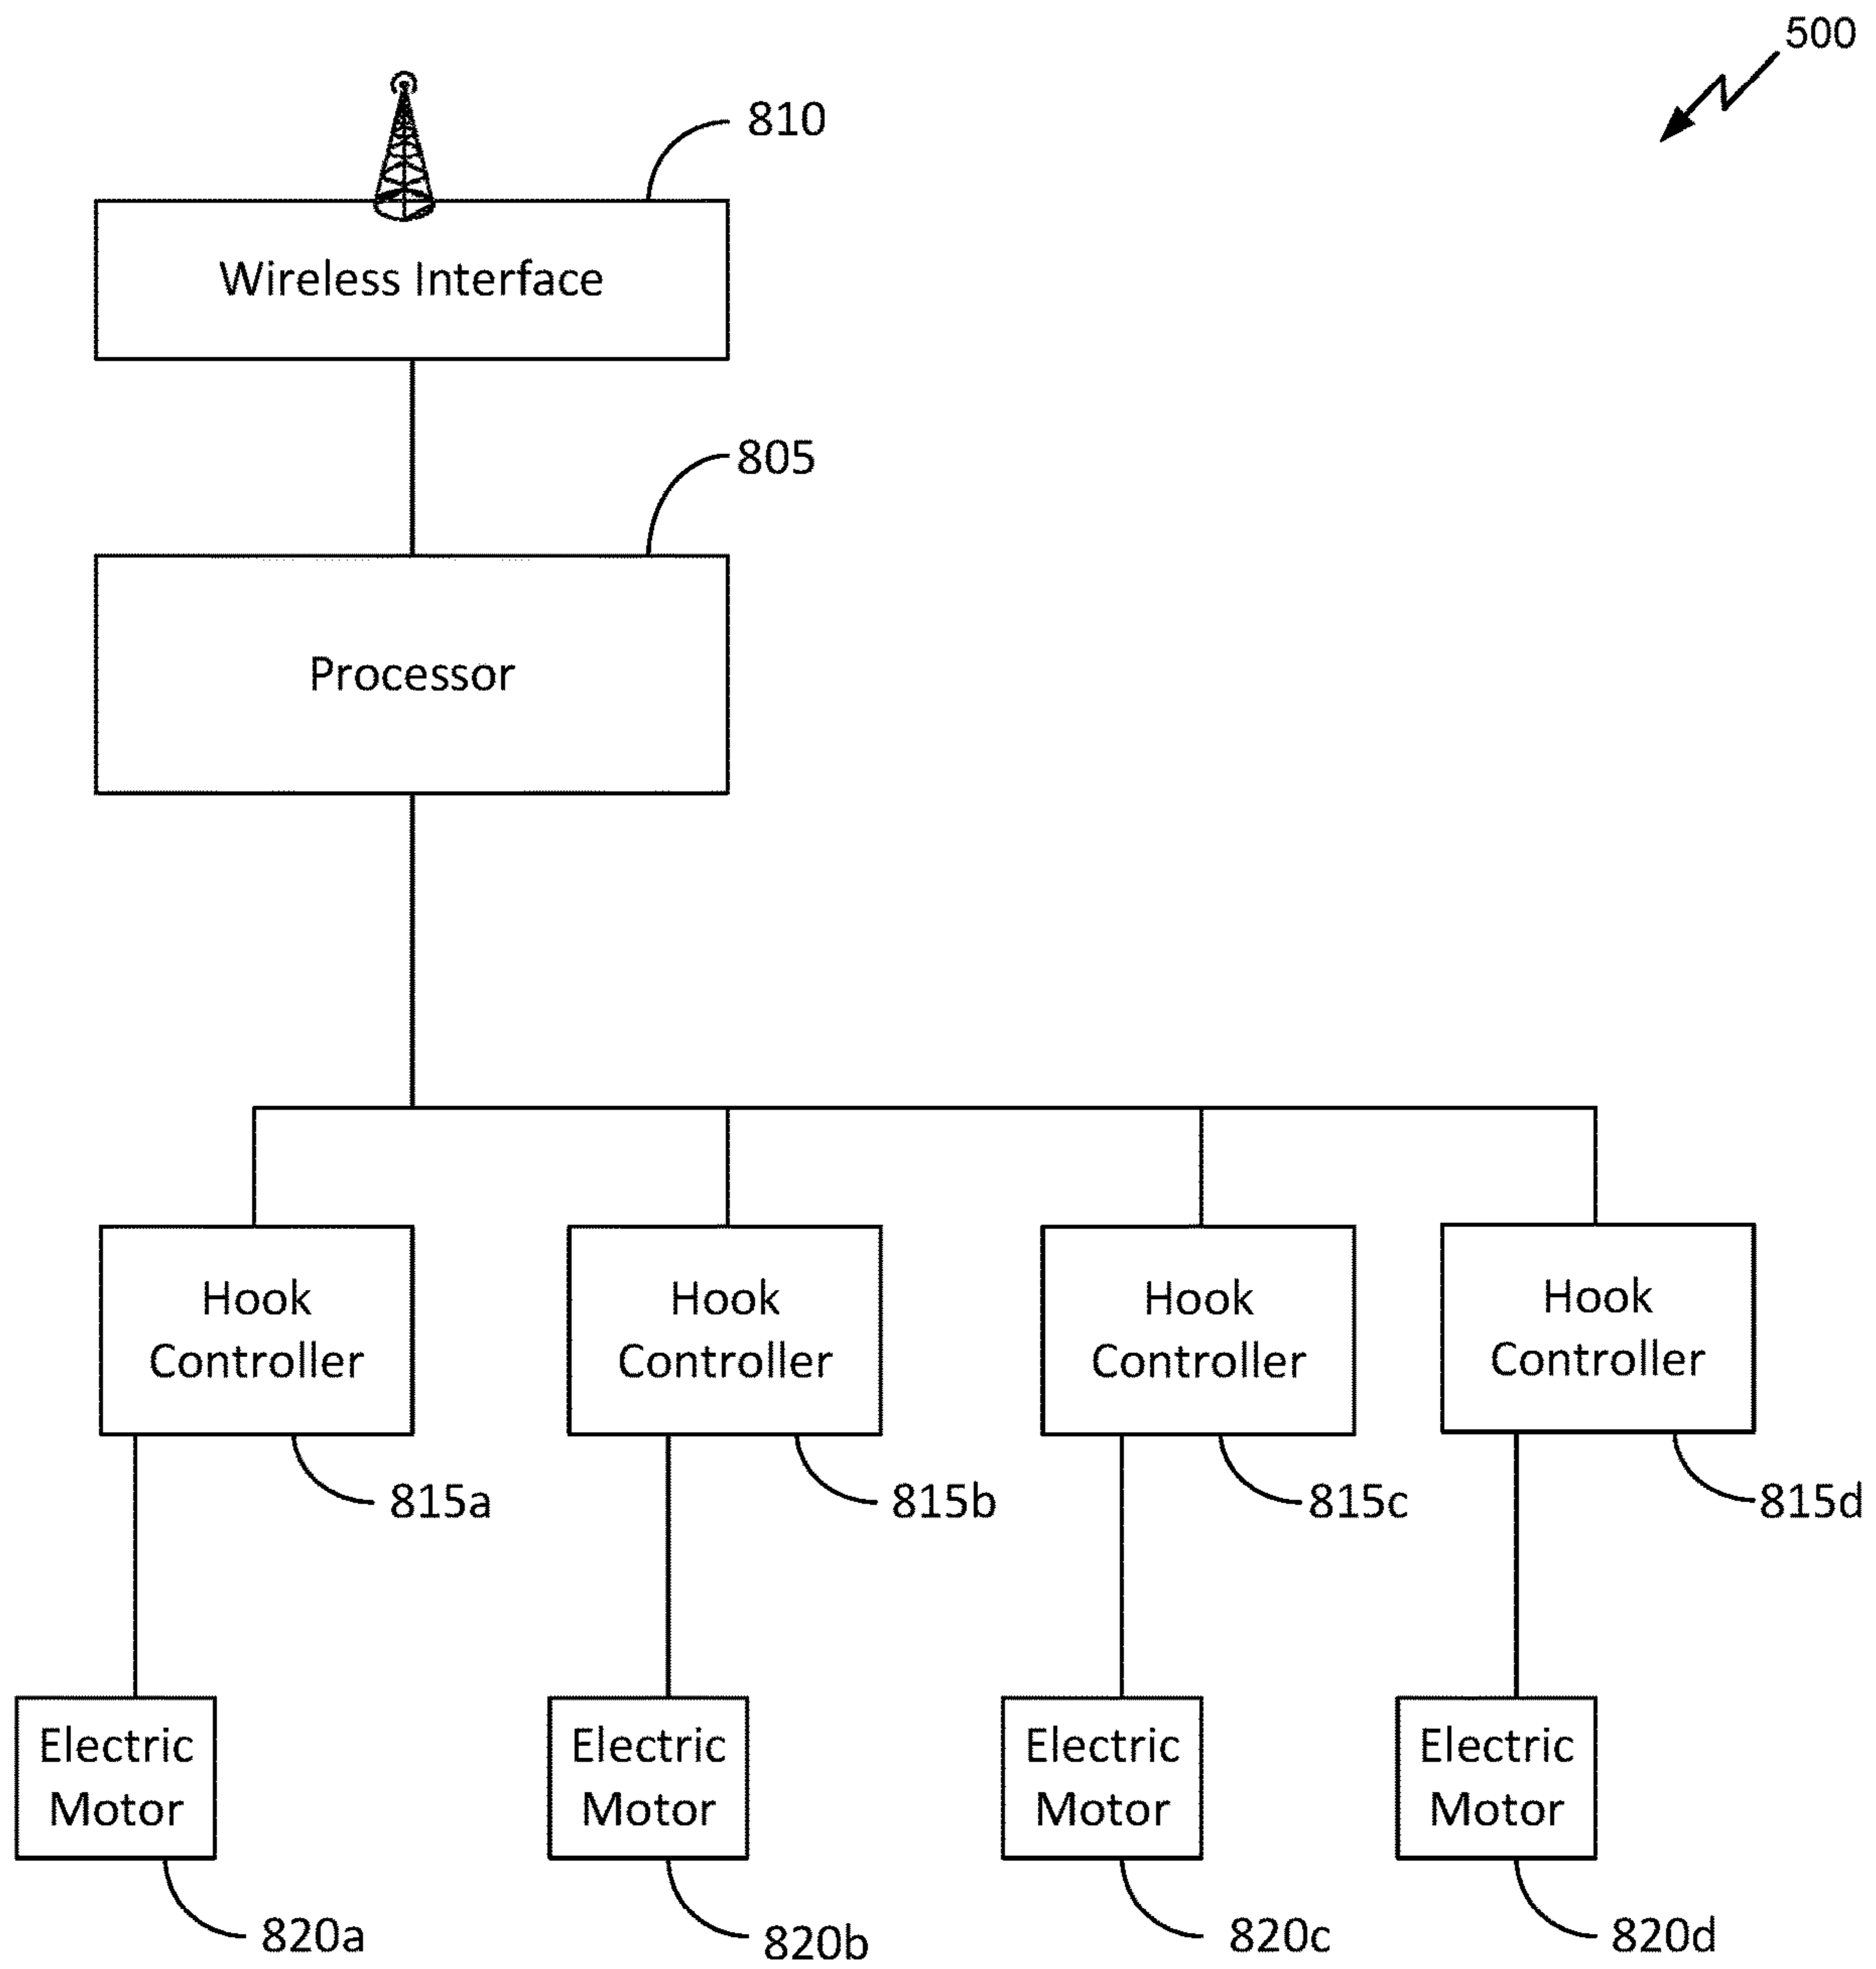 500
810
Wireless Interface
805
Processor
Hook
Controller
Hook
Controller
Hook
Controller
Hook
Controller
815a
815b
815c
815d
Electric
Motor
Electric
Motor
Electric
Motor
Electric
Motor
820a
820b
820c
820d